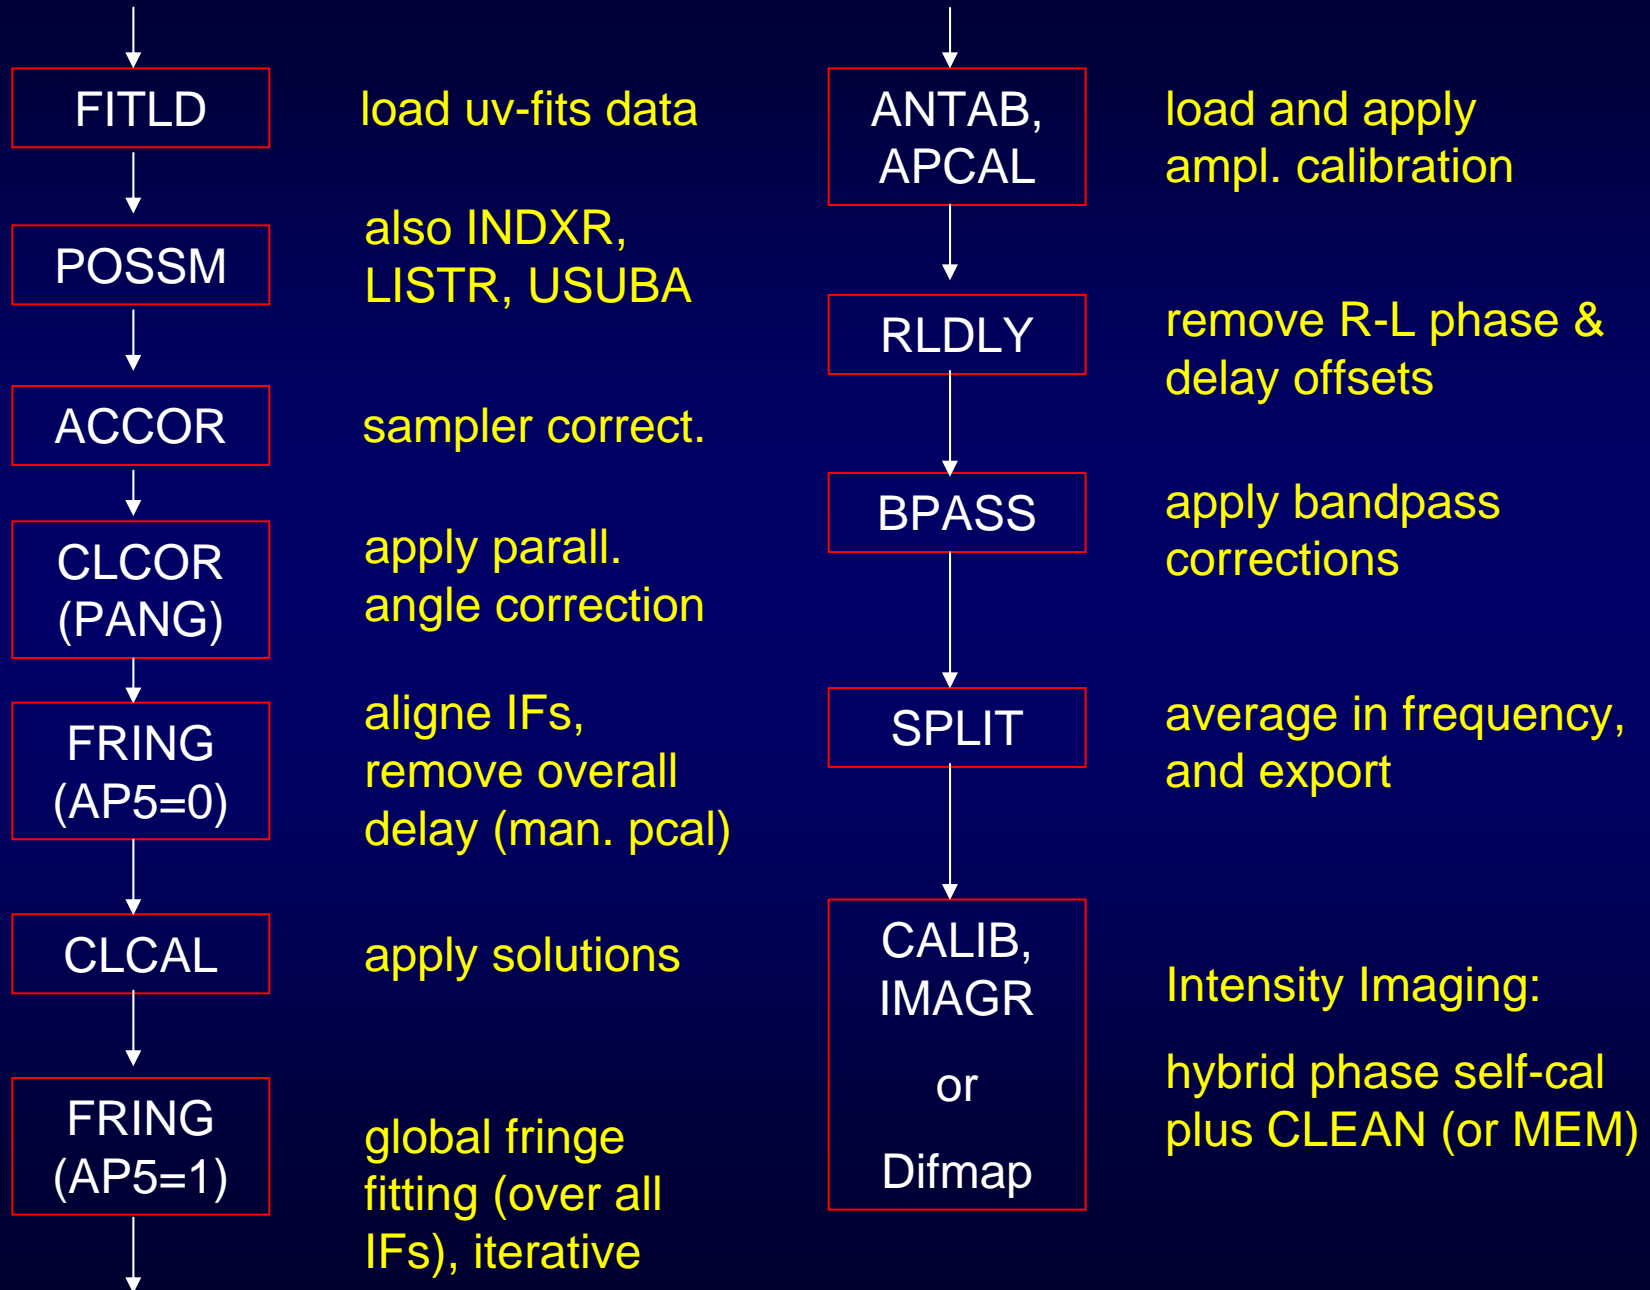 FITLD
load uv-fits data
POSSM
also INDXR,
LISTR, USUBA
ACCOR
sampler correct.
CLCOR
(PANG)
apply parall.
angle correction
FRING
(AP5=0)
aligne IFs,
remove overall
delay (man. pcal)
CLCAL
apply solutions
FRING
(AP5=1)
global fringe
fitting (over all
IFs), iterative
ANTAB,
APCAL
load and apply
ampl. calibration
RLDLY
remove R-L phase &
delay offsets
BPASS
apply bandpass
corrections
SPLIT
average in frequency,
and export
CALIB,
IMAGR
or
Difmap
Intensity Imaging:
hybrid phase self-cal
plus CLEAN (or MEM)